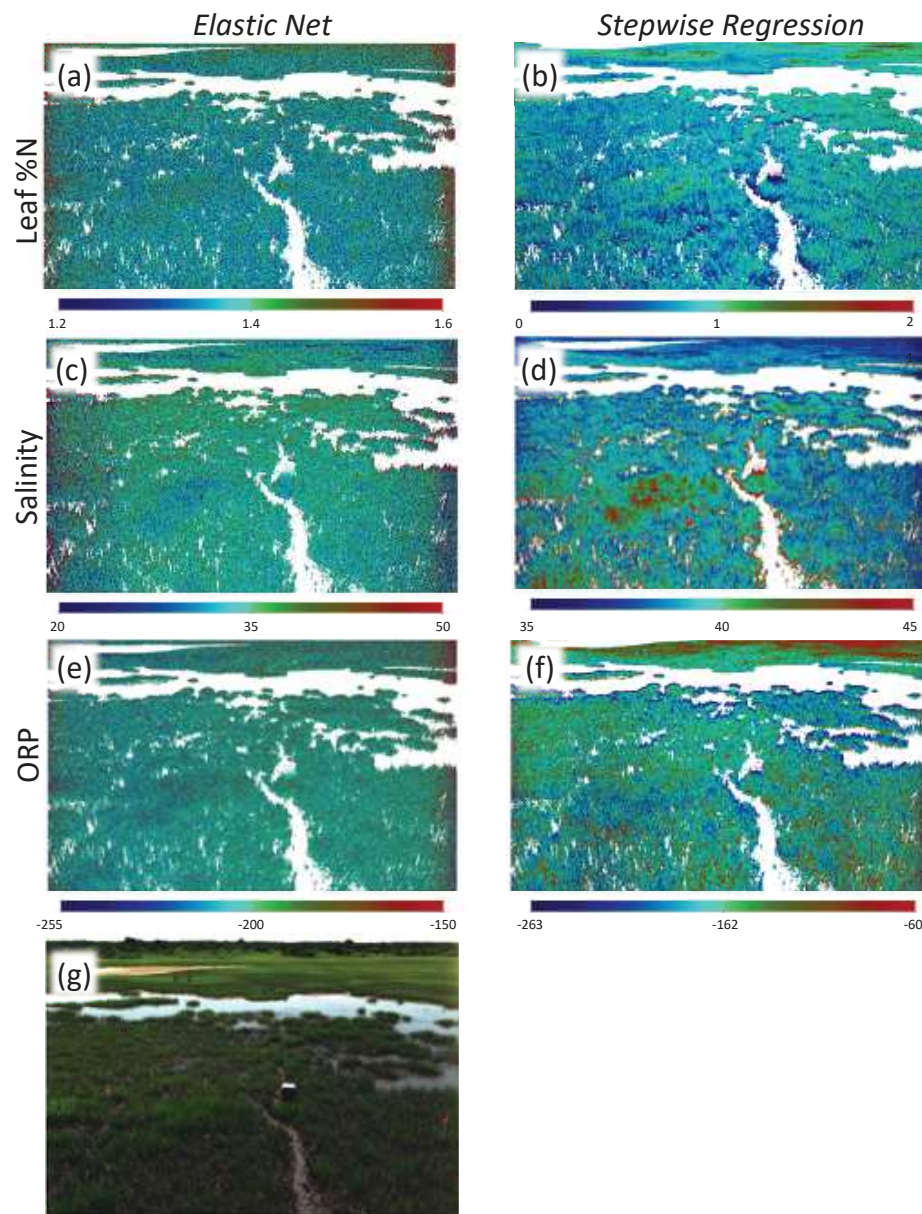 Elastic Net Stepwise Regression
(a) (b)
Leaf %N
1.2 1.4 1.6 0 1 2
(c) (d)
Salinity
20 35 50 35 40 45
(e) (f)
ORP
-255 -200 -150 -263 -162 -60
(g)